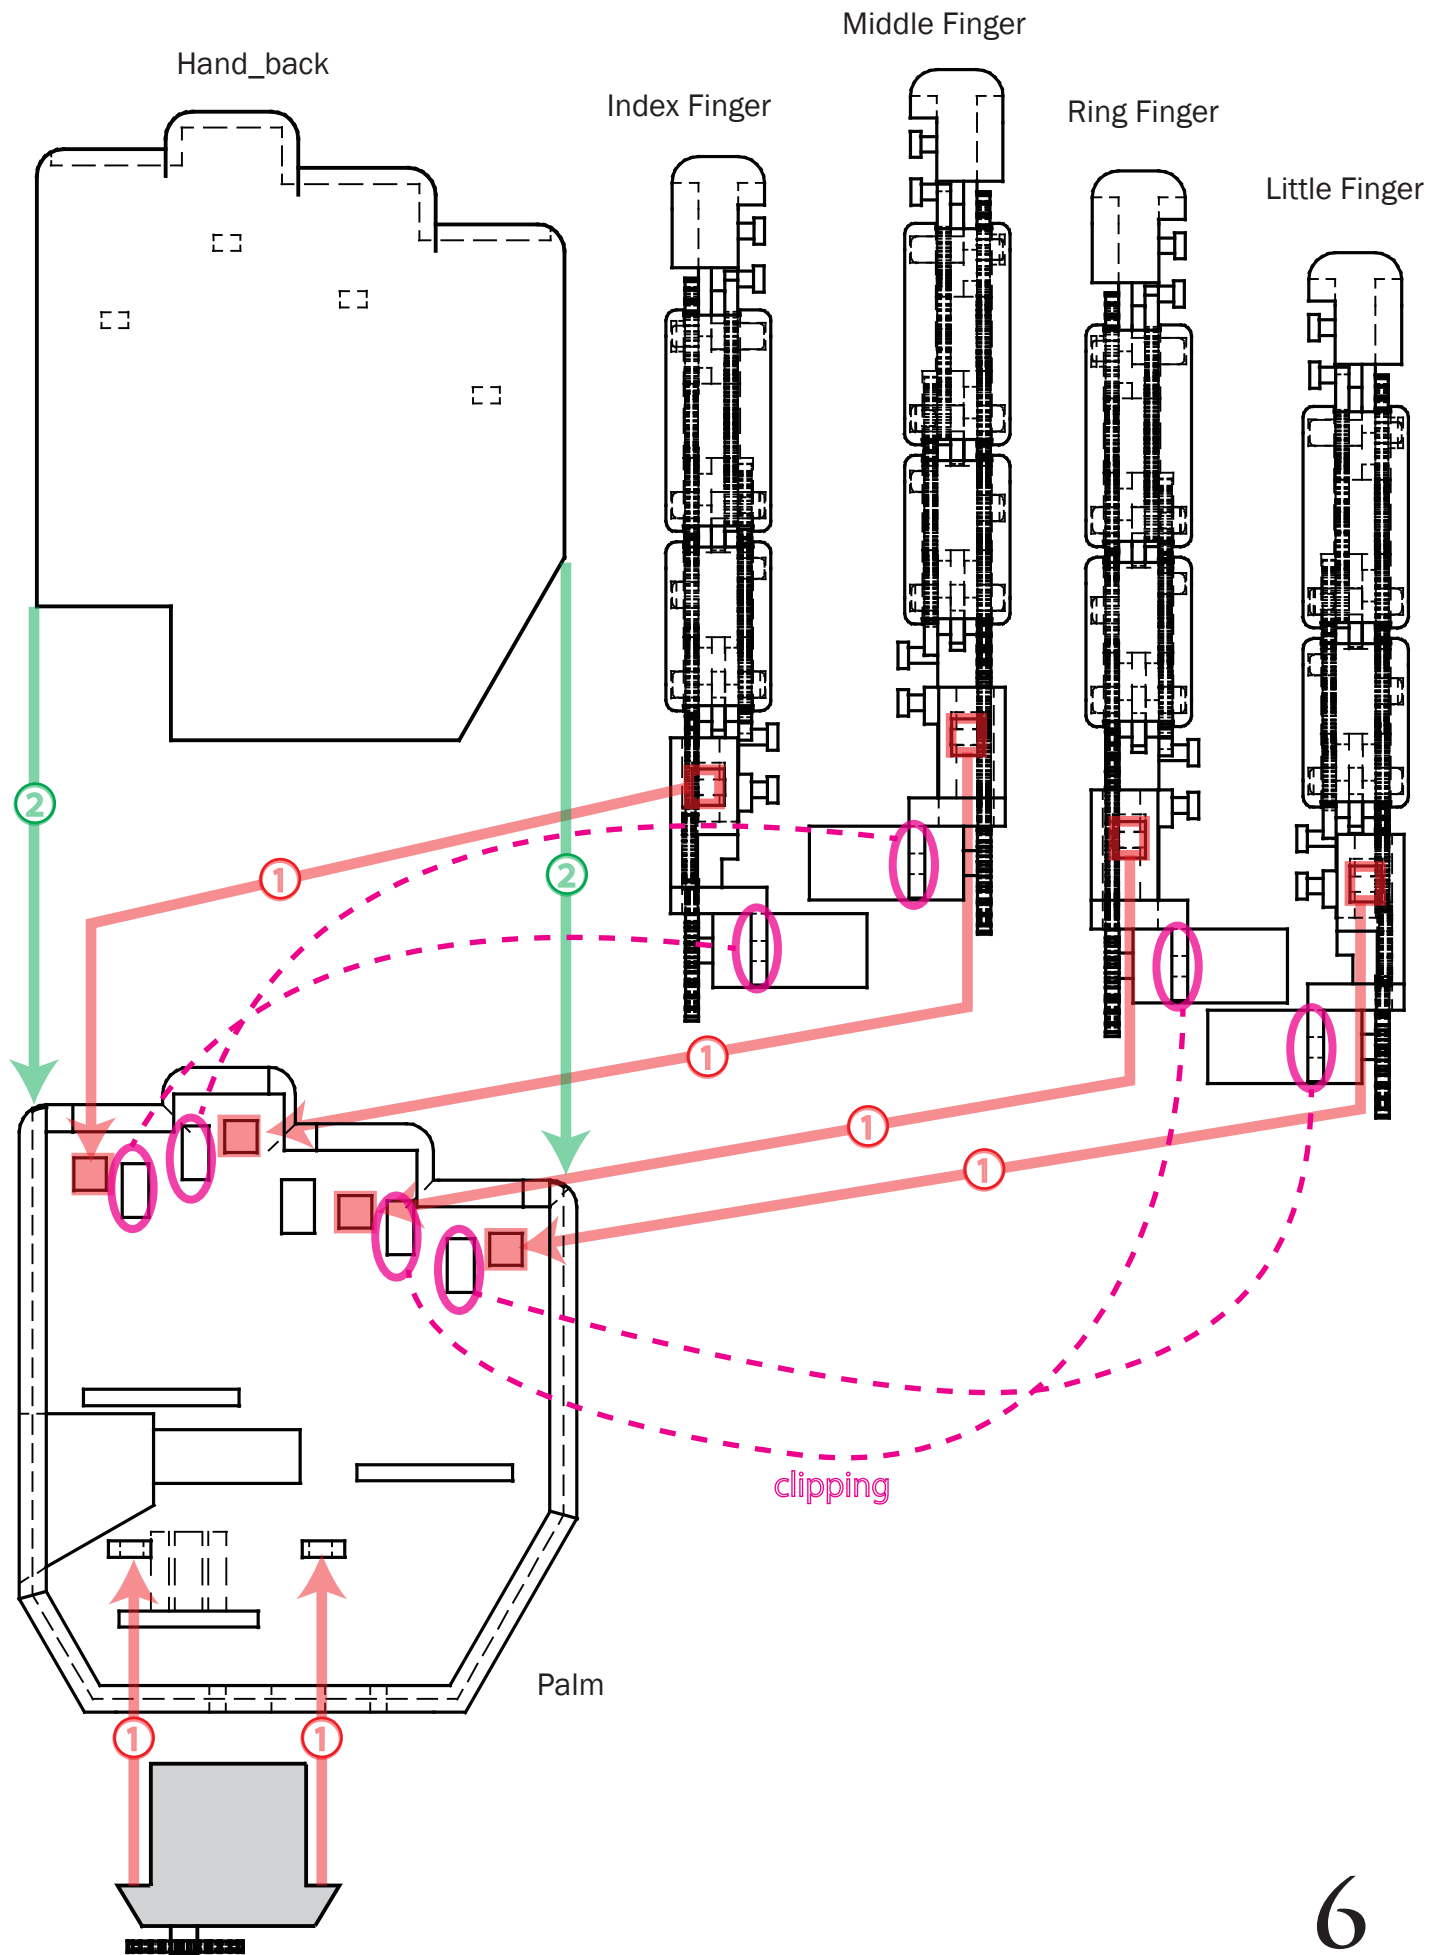 Middle Finger
Hand_back
Index Finger
Ring Finger
Little Finger
2
1
2
1
1
1
clipping
Palm
1
1
6